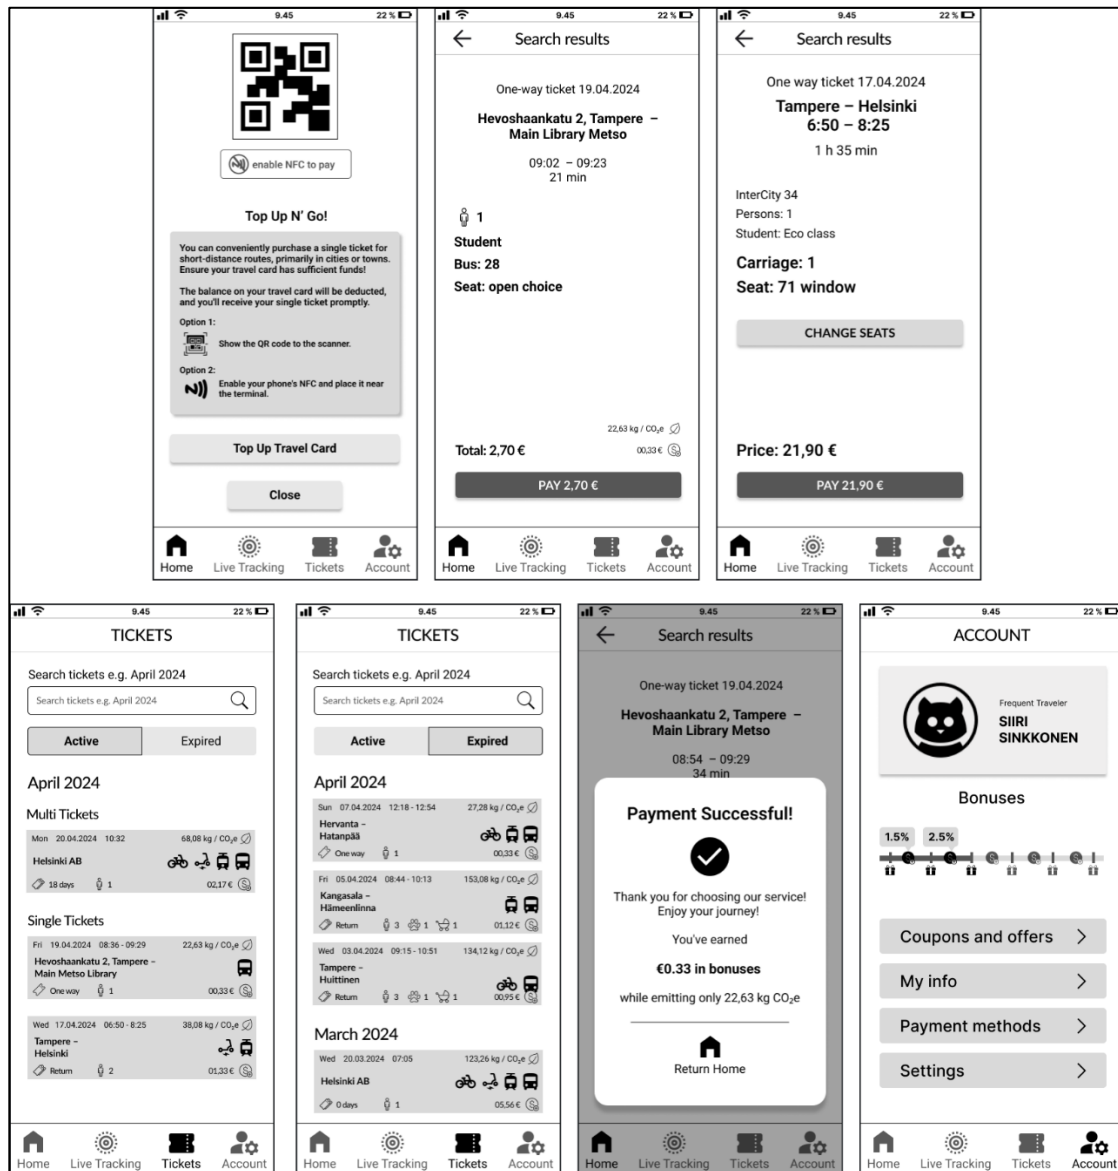 9.45
22 %
enable NFC to pay
Top Up N' Go!
You can conveniently purchase a single ticket for
short-distance routes, primarily in cities or towns.
Ensure your travel card has sufficient funds!
The balance on your travel card will be deducted,
and you'll receive your single ticket promptly.
Option 1:
Show the QR code to the scanner.
Option 2:
Enable your phone's NFC and place it near
the terminal.
Top Up Travel Card
Close
Home Live Tracking Tickets Account
9.45
22 %
Search results
One-way ticket 19.04.2024
Hevoshaankatu 2, Tampere –
Main Library Metso
09:02 – 09:23
21 min
1
Student
Bus: 28
Seat: open choice
22,63 kg / CO₂e
Total: 2,70 € 00,33 €
PAY 2,70 €
Home Live Tracking Tickets Account
9.45
22 %
Search results
One way ticket 17.04.2024
Tampere – Helsinki
6:50 – 8:25
1 h 35 min
InterCity 34
Persons: 1
Student: Eco class
Carriage: 1
Seat: 71 window
CHANGE SEATS
Price: 21,90 €
PAY 21,90 €
Home Live Tracking Tickets Account
9.45
22 %
TICKETS
Search tickets e.g. April 2024
Search tickets e.g. April 2024
Active Expired
April 2024
Multi Tickets
Mon 20.04.2024 10:32 68,08 kg / CO₂e
Helsinki AB
18 days 1 02,17 €
Single Tickets
Fri 19.04.2024 08:36 - 09:29 22,63 kg / CO₂e
Hevoshaankatu 2, Tampere –
Main Metso Library
One way 1 00,33 €
Wed 17.04.2024 06:50 - 8:25 38,08 kg / CO₂e
Tampere –
Helsinki
Return 2 01,33 €
Home Live Tracking Tickets Account
9.45
22 %
TICKETS
Search tickets e.g. April 2024
Search tickets e.g. April 2024
Active Expired
April 2024
Sun 07.04.2024 12:18 - 12:54 27,28 kg / CO₂e
Hervanta –
Hatanpää
One way 1 00,33 €
Fri 05.04.2024 08:44 - 10:13 153,08 kg / CO₂e
Kangasala –
Hämeenlinna
Return 3 1 01,12 €
Wed 03.04.2024 09:15 - 10:51 134,12 kg / CO₂e
Tampere –
Huittinen
Return 3 1 1 00,95 €
March 2024
Wed 20.03.2024 07:05 123,26 kg / CO₂e
Helsinki AB
0 days 1 05,56 €
Home Live Tracking Tickets Account
9.45
22 %
Search results
One-way ticket 19.04.2024
Hevoshaankatu 2, Tampere –
Main Library Metso
08:54 – 09:29
34 min
Payment Successful!
Thank you for choosing our service!
Enjoy your journey!
You've earned
€0.33 in bonuses
while emitting only 22,63 kg CO₂e
Return Home
Home Live Tracking Tickets Account
9.45
22 %
ACCOUNT
Frequent Traveler
SIIRI
SINKKONEN
Bonuses
1.5% 2.5%
Coupons and offers
My info
Payment methods
Settings
Home Live Tracking Tickets Accou